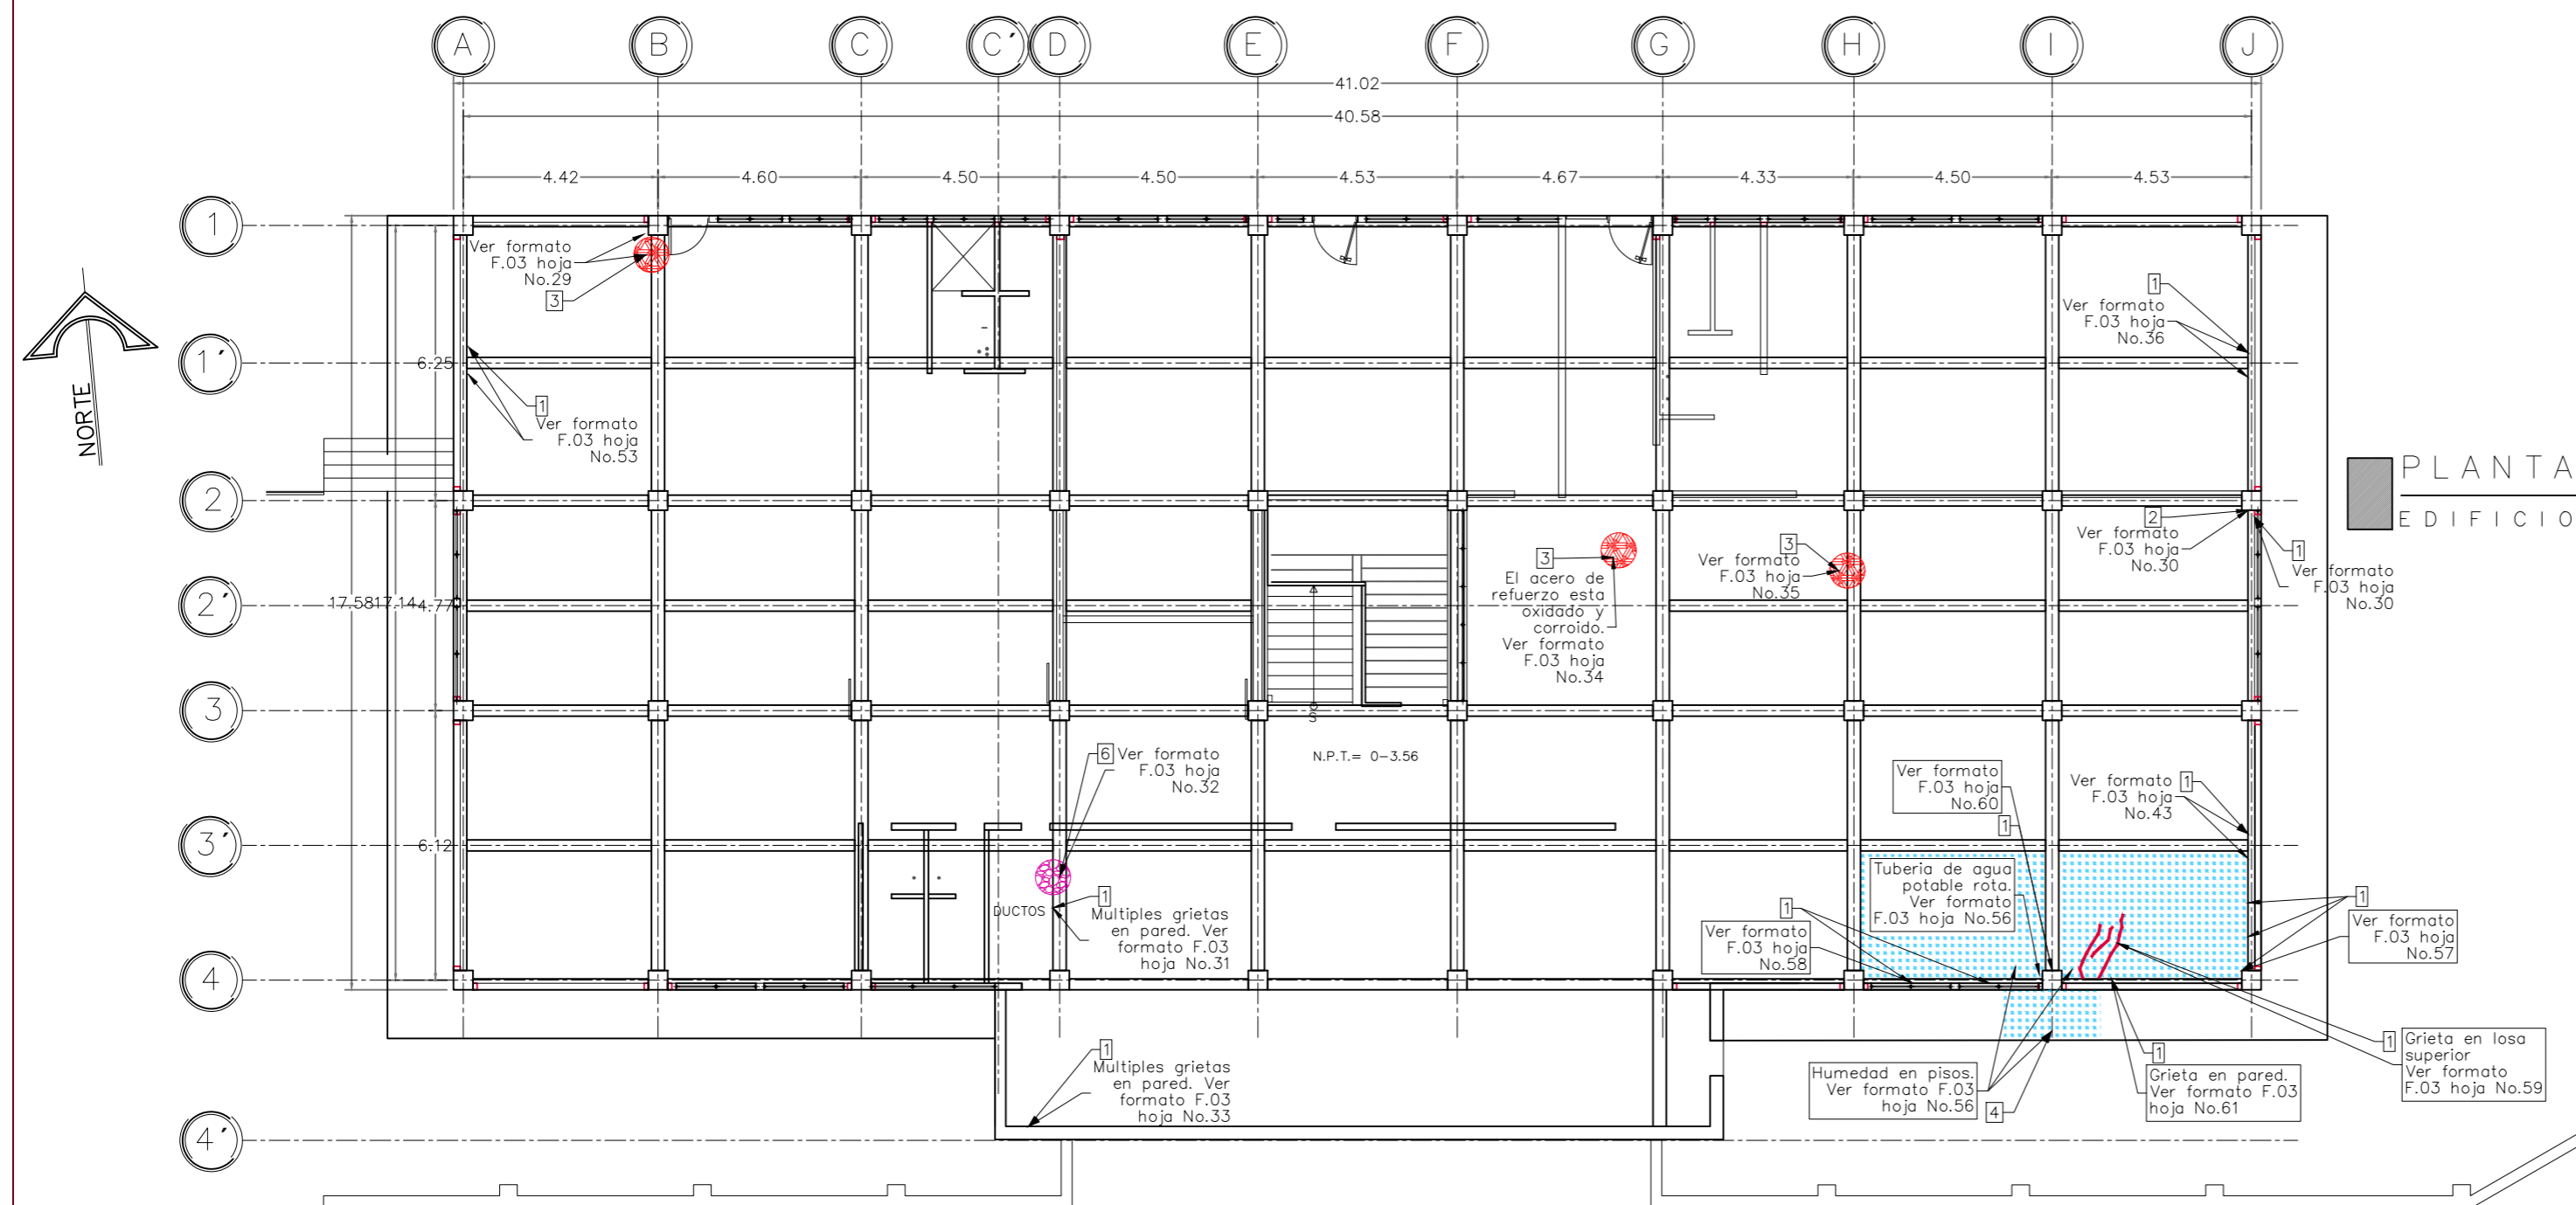 A B C C´ D E F G H I J
41.02
40.58
4.42 4.60 4.50 4.50 4.53 4.67 4.33 4.50 4.53
1
1´
2
2´
3
3´
4
4´
NORTE
6.25
17.58
17.14
4.77
6.12
Ver formato
F.03 hoja
No.29
3
1
Ver formato
F.03 hoja
No.53
1
Ver formato
F.03 hoja
No.36
PLANTA
EDIFICIO
2
Ver formato
F.03 hoja
No.30
1
Ver formato
F.03 hoja
No.30
3
El acero de
refuerzo esta
oxidado y
corroido.
Ver formato
F.03 hoja
No.34
3
Ver formato
F.03 hoja
No.35
S
N.P.T.= 0-3.56
6
Ver formato
F.03 hoja
No.32
DUCTOS
1
Multiples grietas
en pared. Ver
formato F.03
hoja No.31
Ver formato
F.03 hoja
No.60
1
Ver formato
F.03 hoja
No.43
1
Tuberia de agua
potable rota.
Ver formato
F.03 hoja No.56
1
Ver formato
F.03 hoja
No.58
1
Ver formato
F.03 hoja
No.57
1
Multiples grietas
en pared. Ver
formato F.03
hoja No.33
Humedad en pisos.
Ver formato F.03
hoja No.56
4
1
Grieta en pared.
Ver formato F.03
hoja No.61
1
Grieta en losa
superior
Ver formato
F.03 hoja No.59